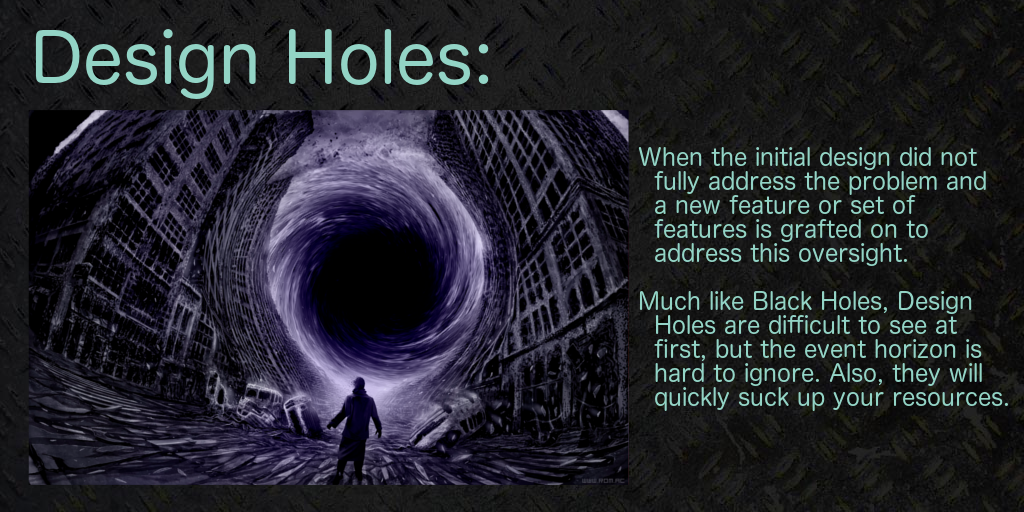 Design Holes:
When the initial design did not
fully address the problem and
a new feature or set of
features is grafted on to
address this oversight.
Much like Black Holes, Design
Holes are difficult to see at
first, but the event horizon is
hard to ignore. Also, they will
quickly suck up your resources.